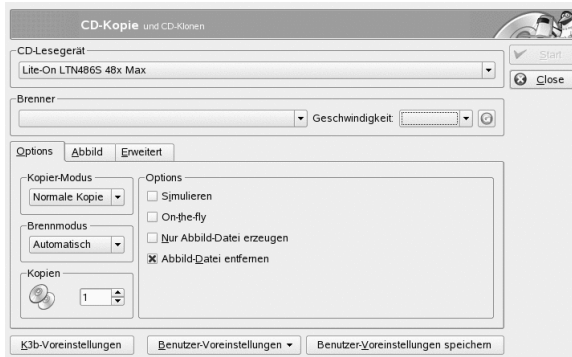 CD-Kopie und CD-Klonen
CD-Lesegerät
Lite-On LTN486S 48x Max
Start
Close
Brenner
Geschwindigkeit:
Options Abbild Erweitert
Kopier-Modus
Normale Kopie
Brennmodus
Automatisch
Kopien
1
Options
Simulieren
On-the-fly
Nur Abbild-Datei erzeugen
Abbild-Datei entfernen
K3b-Voreinstellungen Benutzer-Voreinstellungen Benutzer-Voreinstellungen speichern